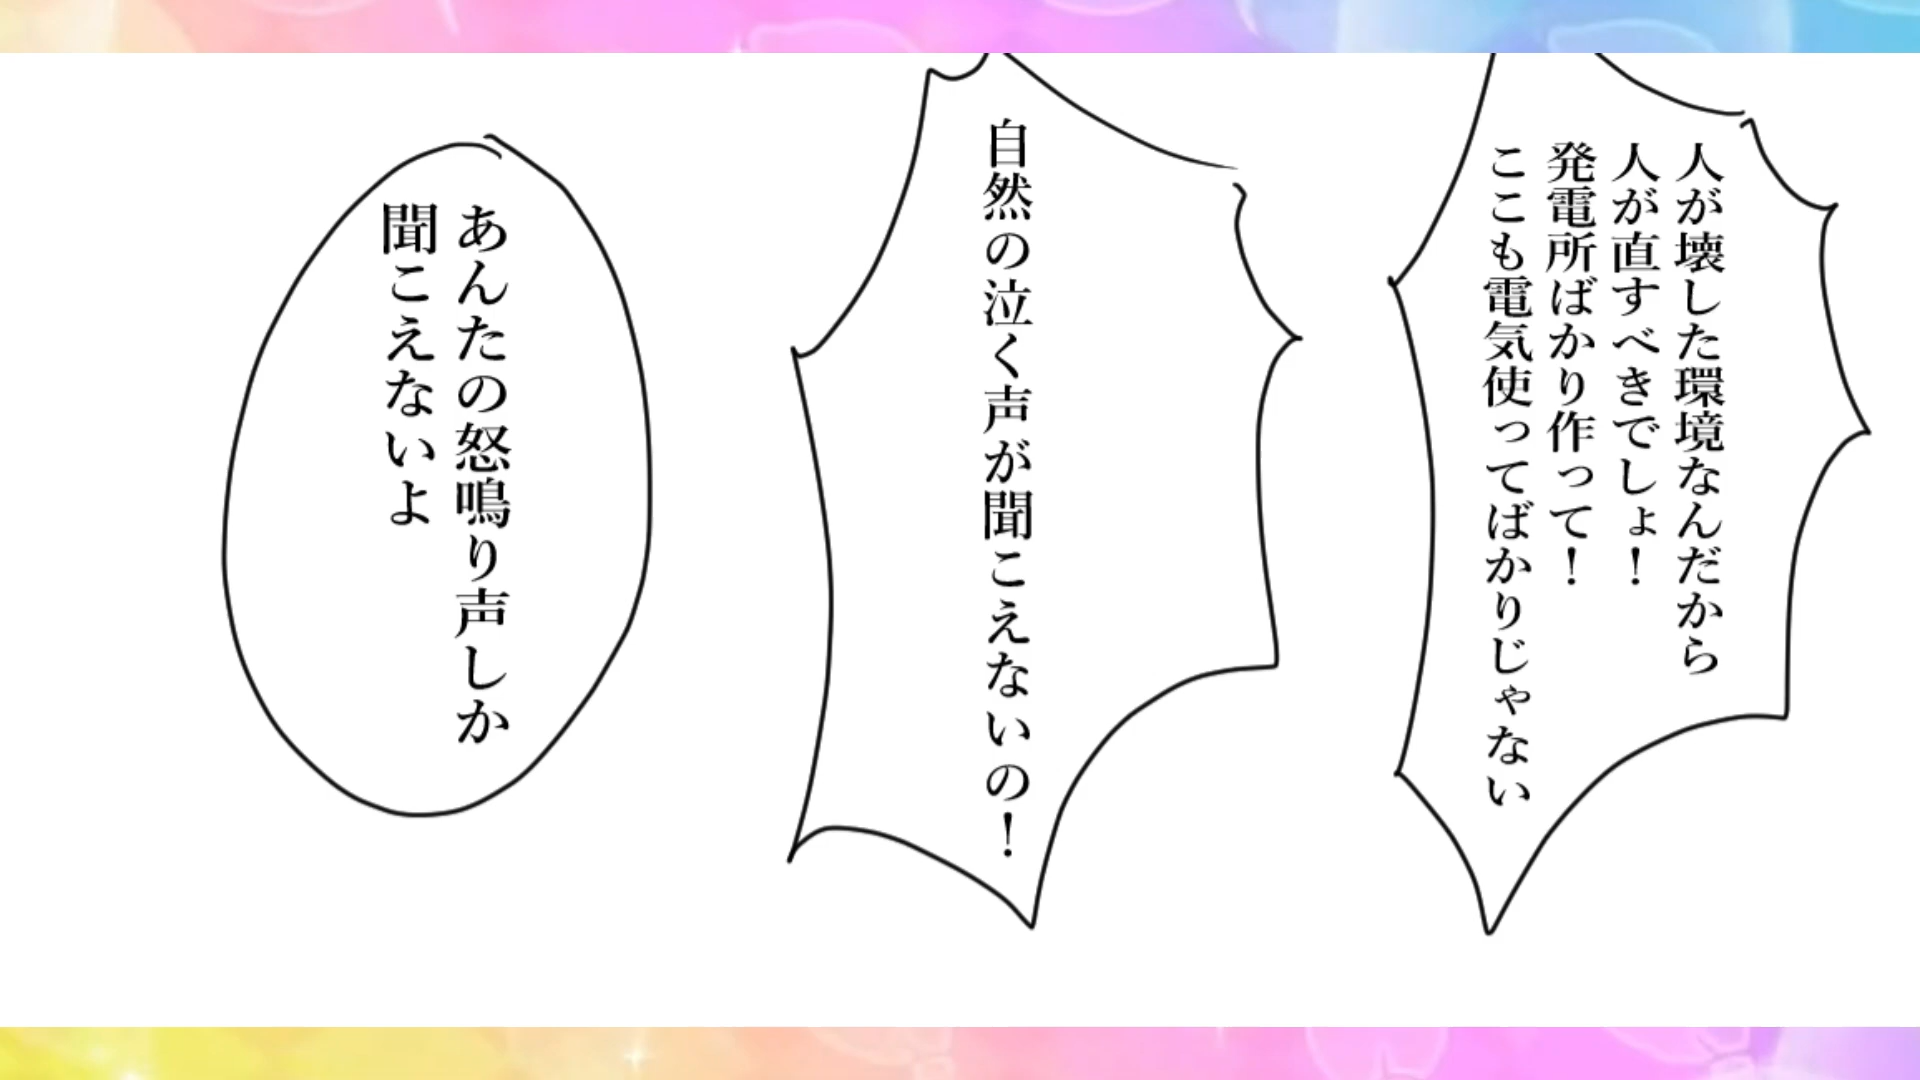 人が壊した環境なんだから
人が直すべきでしょ！
発電所ばかり作って！
ここも電気使ってばかりじゃない
自然の泣く声が聞こえないの！
あんたの怒鳴り声しか
聞こえないよ